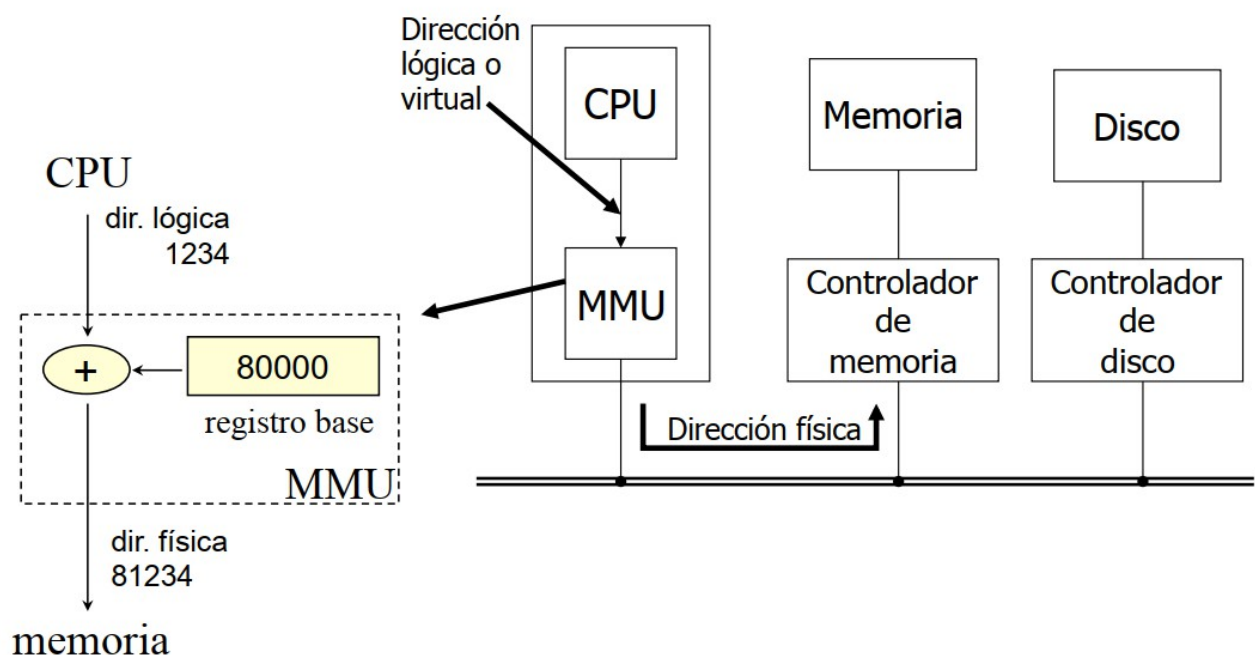 CPU
dir. lógica
1234
+
80000
registro base
MMU
dir. física
81234
memoria
Dirección
lógica o
virtual
CPU
MMU
Dirección física
Memoria
Controlador
de
memoria
Disco
Controlador
de
disco